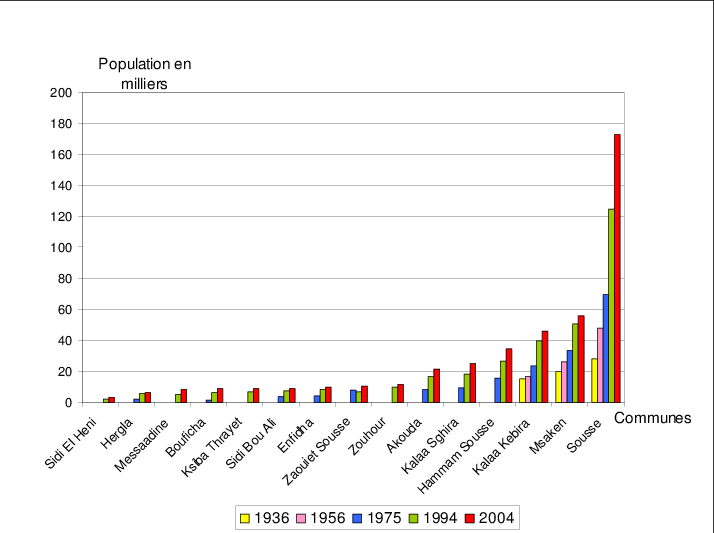 Population en
milliers
200
180
160
140
120
100
80
60
40
20
0
Sidi El Heni
Hergla
Messaadine
Bouficha
Ksiba Thrayet
Sidi Bou Ali
Enfidha
Zaouiet Sousse
Zouhour
Akouda
Kalaa Sghira
Hammam Sousse
Kalaa Kebira
Msaken
Sousse
Communes
1936 1956 1975 1994 2004